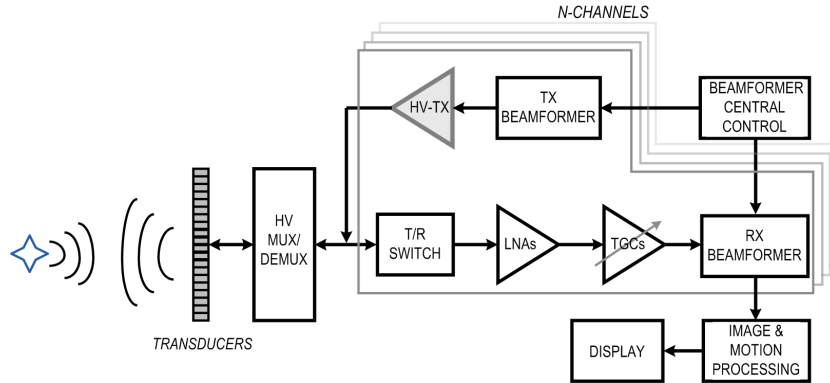 N-CHANNELS
HV-TX
TX
BEAMFORMER
BEAMFORMER
CENTRAL
CONTROL
HV
MUX/
DEMUX
T/R
SWITCH
LNAs
TGCs
RX
BEAMFORMER
TRANSDUCERS
DISPLAY
IMAGE &
MOTION
PROCESSING